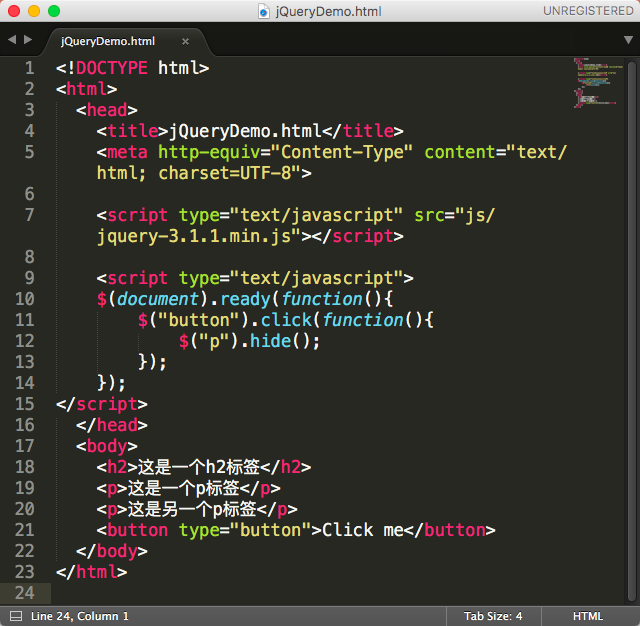 jQueryDemo.html
UNREGISTERED
jQueryDemo.html ×
1 <!DOCTYPE html>
2 <html>
3 <head>
4 <title>jQueryDemo.html</title>
5 <meta http-equiv="Content-Type" content="text/
html; charset=UTF-8">
6
7 <script type="text/javascript" src="js/
jquery-3.1.1.min.js"></script>
8
9 <script type="text/javascript">
10 $(document).ready(function(){
11 $("button").click(function(){
12 $("p").hide();
13 });
14 });
15 </script>
16 </head>
17 <body>
18 <h2>这是一个h2标签</h2>
19 <p>这是一个p标签</p>
20 <p>这是另一个p标签</p>
21 <button type="button">Click me</button>
22 </body>
23 </html>
24
Line 24, Column 1
Tab Size: 4
HTML